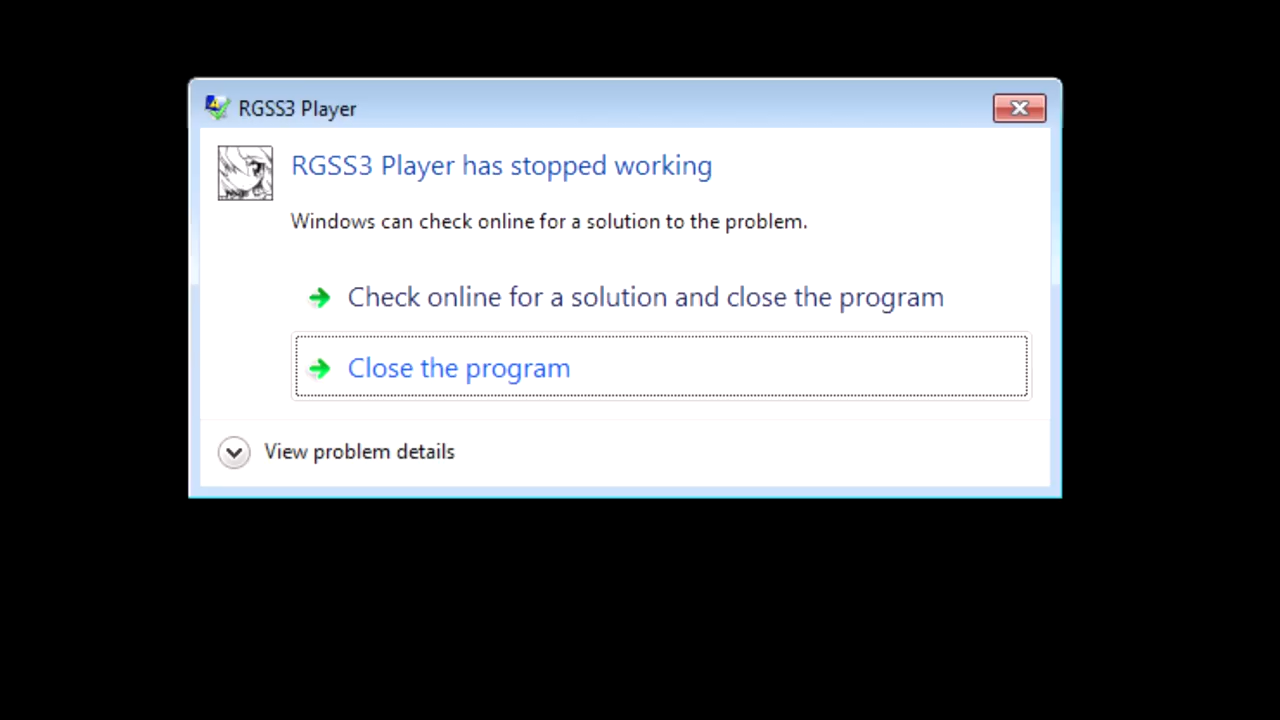 RGSS3 Player
RGSS3 Player has stopped working
Windows can check online for a solution to the problem.
Check online for a solution and close the program
Close the program
View problem details